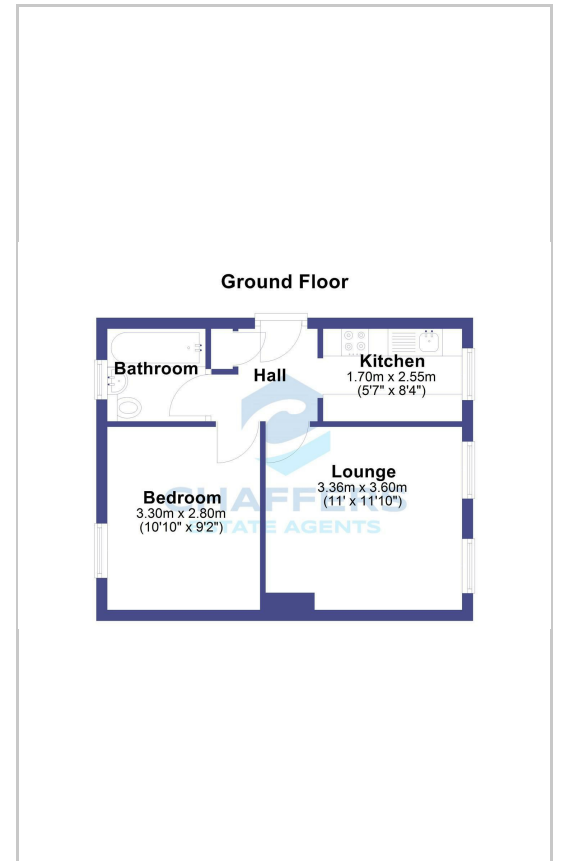 Ground Floor
Bathroom
Hall
Kitchen
1.70m x 2.55m
(5'7" x 8'4")
Lounge
3.36m x 3.60m
(11' x 11'10")
Bedroom
3.30m x 2.80m
(10'10" x 9'2")
CHAFFERS
ESTATE AGENTS